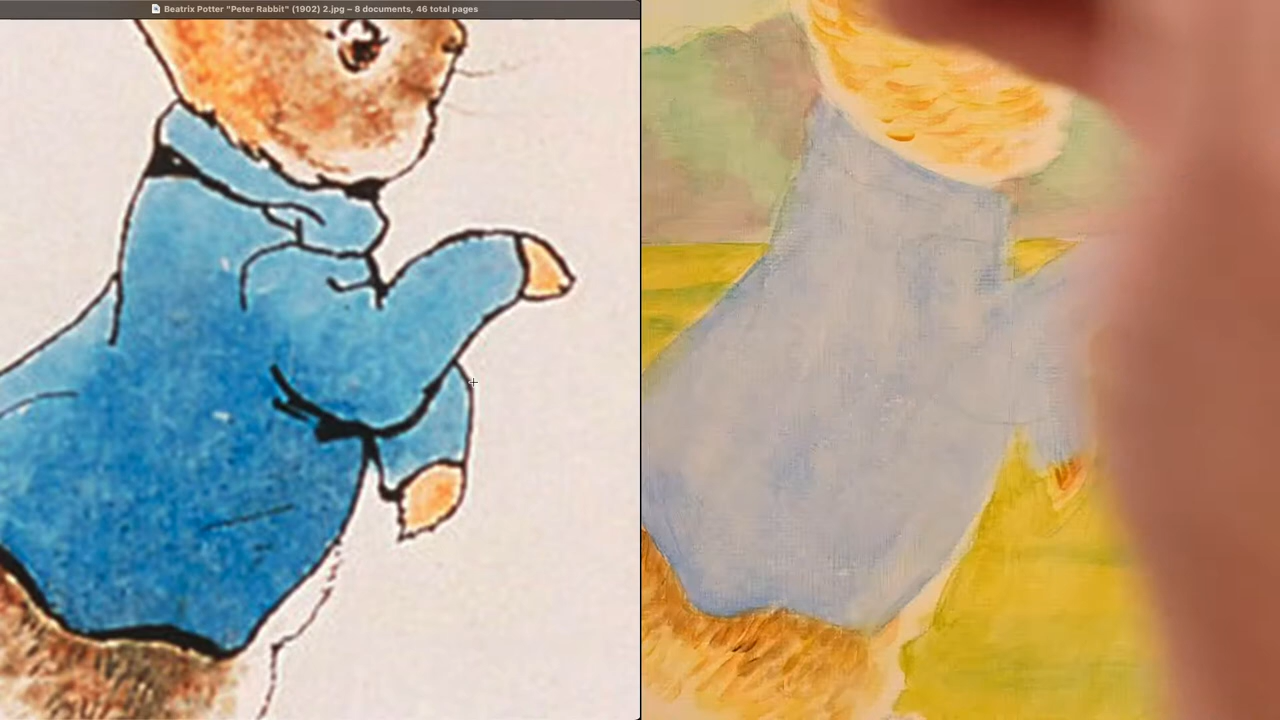 Beatrix Potter "Peter Rabbit" (1902) 2.jpg – 8 documents, 46 total pages